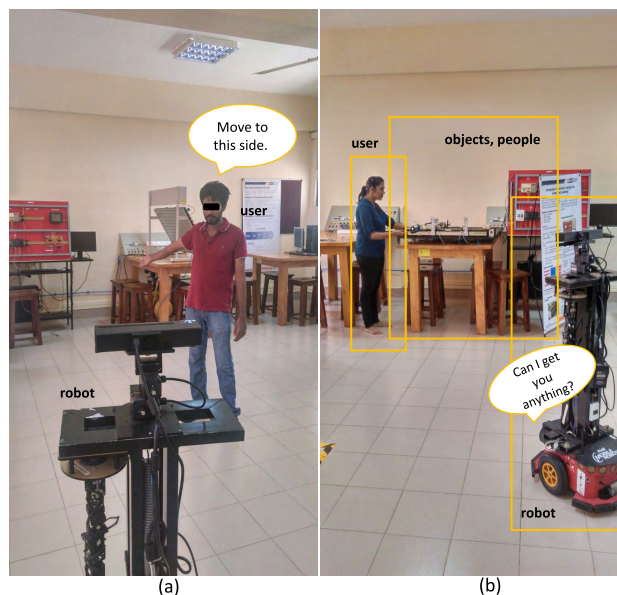 Move to
this side.
user
robot
(a)
user
objects, people
Can I get
you
anything?
robot
(b)